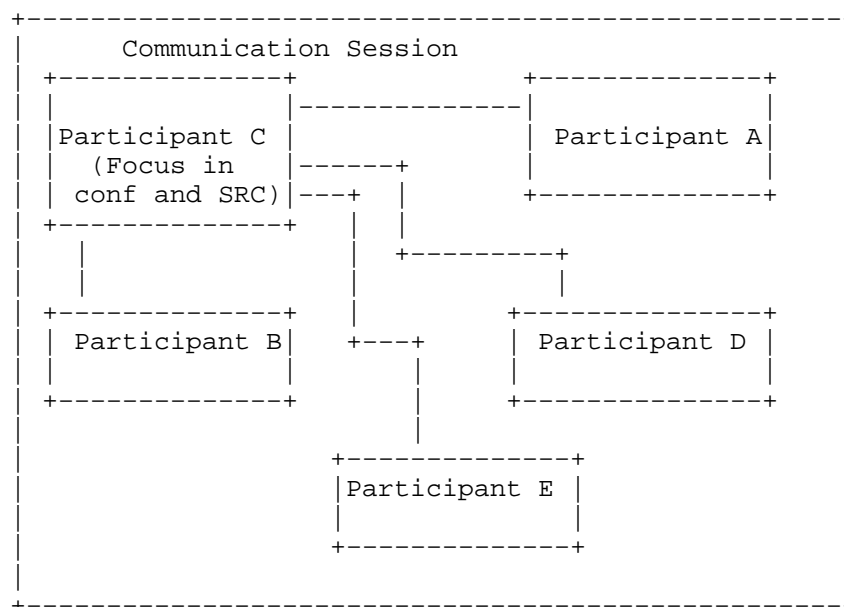 Communication Session
Participant C
Participant A
(Focus in
conf and SRC)
Participant B
Participant D
Participant E